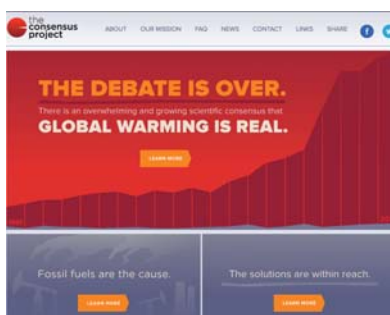 the
consensus
project
ABOUT OUR MISSION FAQ NEWS CONTACT LINKS SHARE
THE DEBATE IS OVER.
There is an overwhelming and growing scientific consensus that
GLOBAL WARMING IS REAL.
LEARN MORE
Fossil fuels are the cause.
The solutions are within reach.
LEARN MORE
LEARN MORE